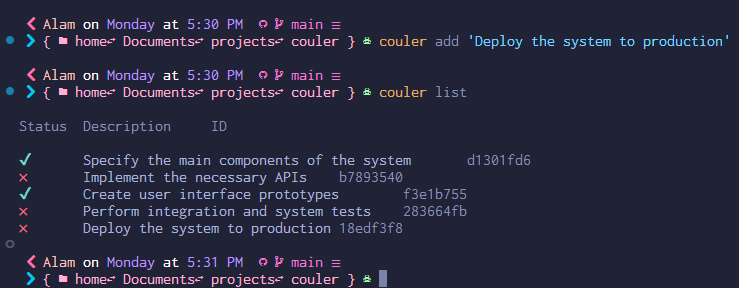 Alam on Monday at 5:30 PM main ≡
{ home Documents projects couler } couler add 'Deploy the system to production'
Alam on Monday at 5:30 PM main ≡
{ home Documents projects couler } couler list
Status Description ID
✓ Specify the main components of the system d1301fd6
✗ Implement the necessary APIs b7893540
✓ Create user interface prototypes f3e1b755
✗ Perform integration and system tests 283664fb
✗ Deploy the system to production 18edf3f8
Alam on Monday at 5:31 PM main ≡
{ home Documents projects couler }